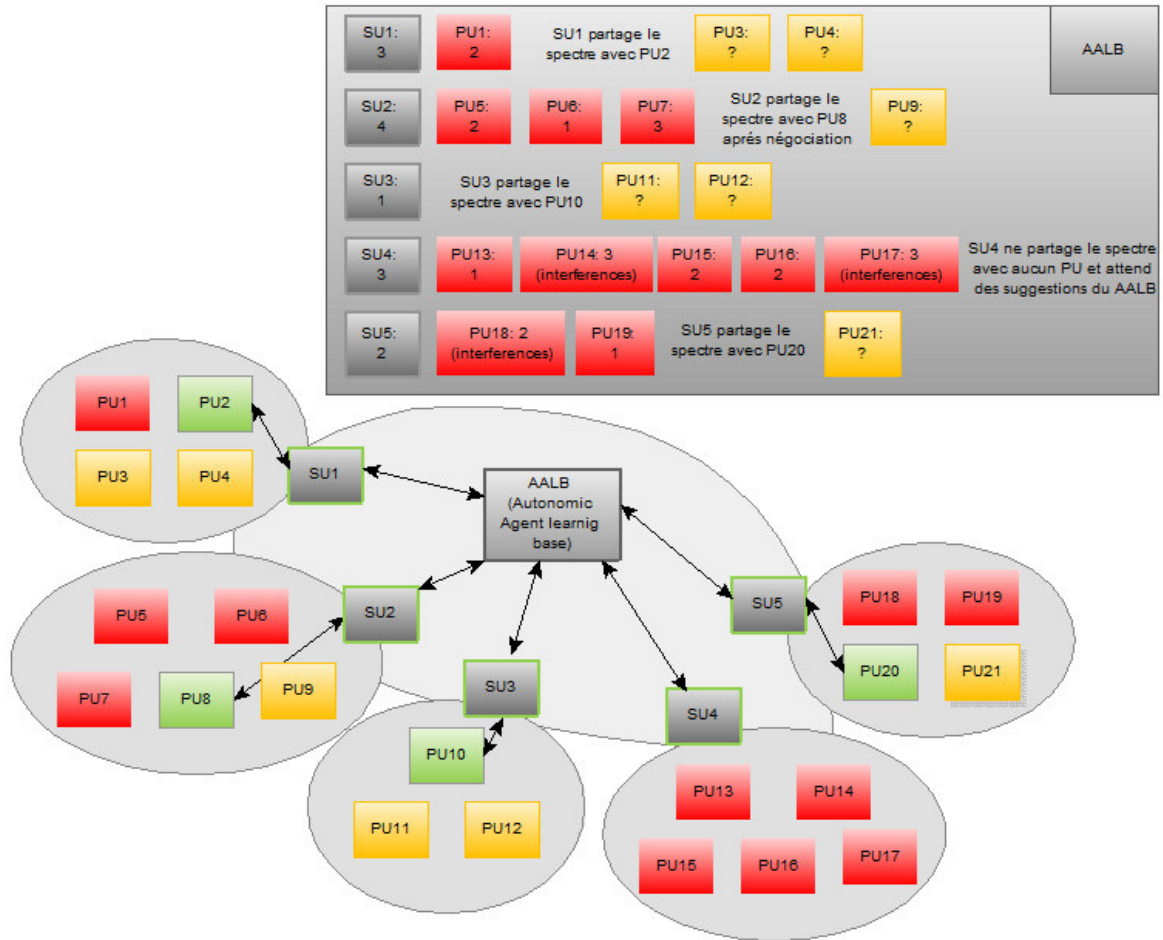 SU1:
3
PU1:
2
SU1 partage le
spectre avec PU2
PU3:
?
PU4:
?
AALB
SU2:
4
PU5:
2
PU6:
1
PU7:
3
SU2 partage le
spectre avec PU8
aprés négociation
PU9:
?
SU3:
1
SU3 partage le
spectre avec PU10
PU11:
?
PU12:
?
SU4:
3
PU13:
1
PU14: 3
(interferences)
PU15:
2
PU16:
2
PU17: 3
(interferences)
SU4 ne partage le spectre
avec aucun PU et attend
des suggestions du AALB
SU5:
2
PU18: 2
(interferences)
PU19:
1
SU5 partage le
spectre avec PU20
PU21:
?
PU1
PU2
PU3
PU4
SU1
AALB
(Autonomic
Agent learnig
base)
PU5
PU6
PU7
PU8
PU9
SU2
SU3
PU10
PU11
PU12
SU4
PU13
PU14
PU15
PU16
PU17
SU5
PU18
PU19
PU20
PU21